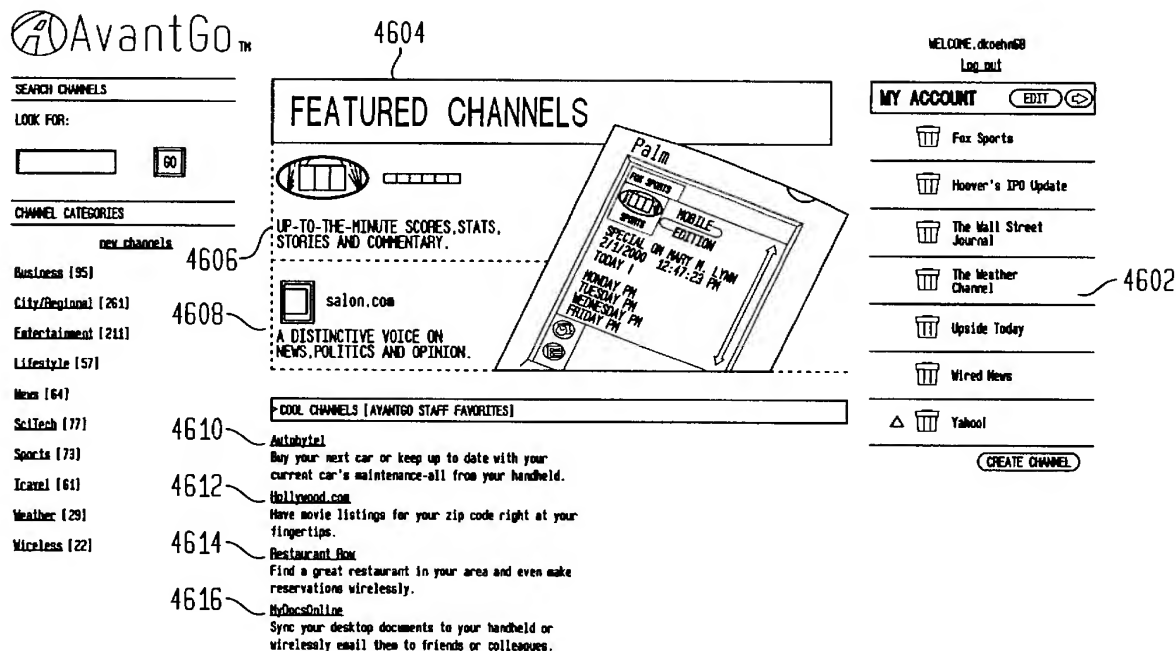 AvantGo TM
SEARCH CHANNELS
LOOK FOR:
GO
CHANNEL CATEGORIES
new channels
Business [95]
City/Regional [261]
Entertainment [211]
Lifestyle [57]
News [64]
SciTech [77]
Sports [73]
Travel [61]
Weather [29]
Wireless [22]
4604
FEATURED CHANNELS
UP-TO-THE-MINUTE SCORES,STATS,
STORIES AND COMMENTARY.
4606
salon.com
4608
A DISTINCTIVE VOICE ON
NEWS,POLITICS AND OPINION.
Palm
FOX SPORTS
SPORTS
MOBILE
EDITION
SPECIAL ON MARY M. LYNN
2/1/2000 12:47:23 PM
TODAY I
MONDAY PM
TUESDAY PM
WEDNESDAY PM
FRIDAY PM
COOL CHANNELS [AVANTGO STAFF FAVORITES]
4610
Autobytel
Buy your next car or keep up to date with your
current car's maintenance-all from your handheld.
4612
Hollywood.com
Have movie listings for your zip code right at your
fingertips.
4614
Restaurant Row
Find a great restaurant in your area and even make
reservations wirelessly.
4616
MyDocsOnline
Sync your desktop documents to your handheld or
wirelessly email them to friends or colleagues.
WELCOME,dkoehn68
Log out
MY ACCOUNT EDIT
Fox Sports
Hoover's IPO Update
The Wall Street
Journal
The Weather
Channel
4602
Upside Today
Wired News
Yahoo!
CREATE CHANNEL